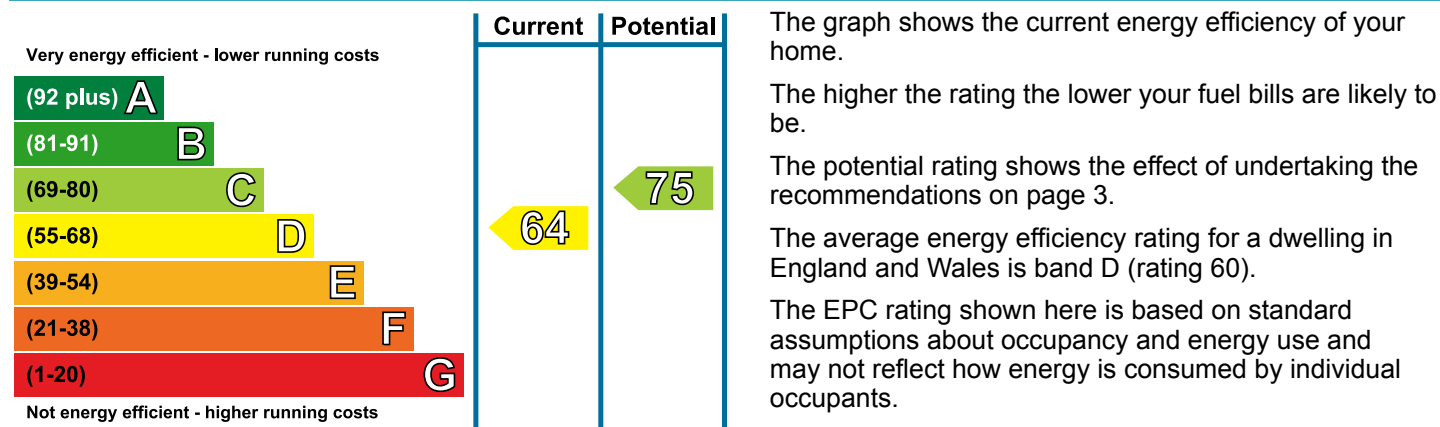 Current Potential
Very energy efficient - lower running costs
(92 plus) A
(81-91) B
(69-80) C
75
(55-68) D
64
(39-54) E
(21-38) F
(1-20) G
Not energy efficient - higher running costs
The graph shows the current energy efficiency of your
home.
The higher the rating the lower your fuel bills are likely to
be.
The potential rating shows the effect of undertaking the
recommendations on page 3.
The average energy efficiency rating for a dwelling in
England and Wales is band D (rating 60).
The EPC rating shown here is based on standard
assumptions about occupancy and energy use and
may not reflect how energy is consumed by individual
occupants.